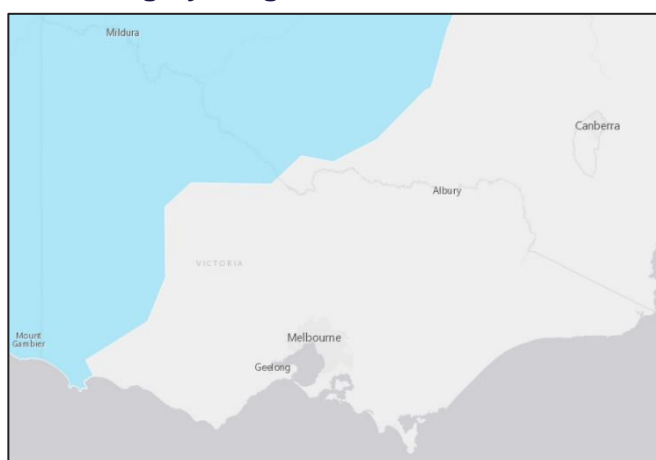 Mildura
Canberra
Albury
VICTORIA
Mount
Gambier
Melbourne
Geelong